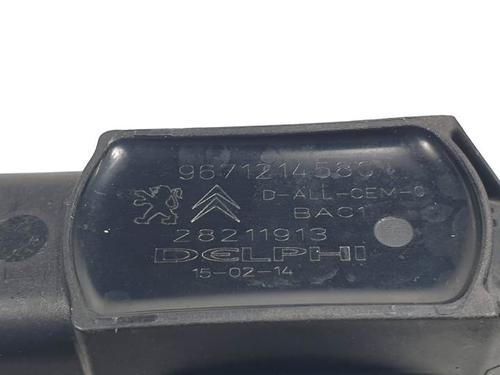 9671214580
D-ALL-CEM-C
BAC1
28211913
DELPHI
15-02-14